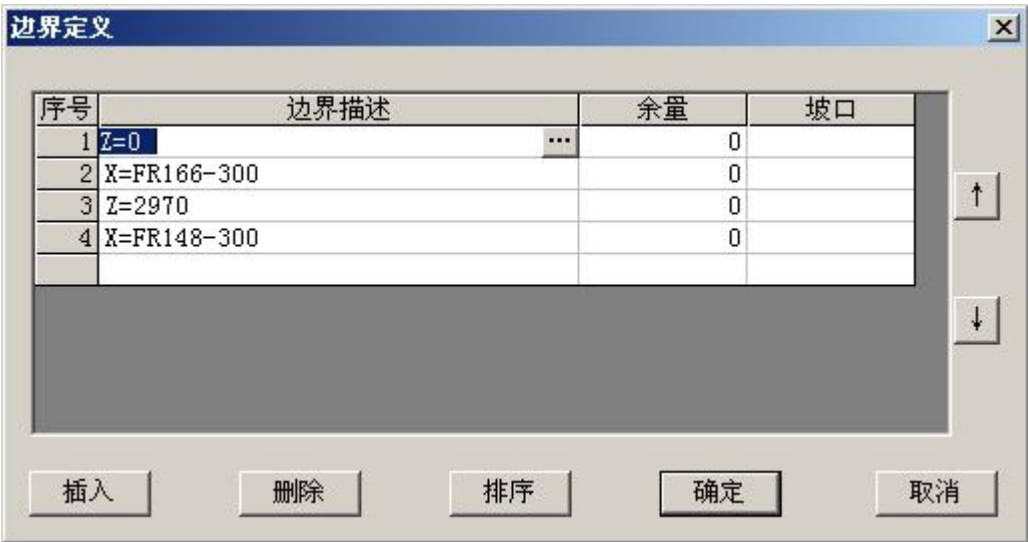 边界定义
序号 边界描述 余量 坡口
1 Z=0 ... 0
2 X=FR166-300 0
3 Z=2970 0
4 X=FR148-300 0
↑
↓
插入 删除 排序 确定 取消